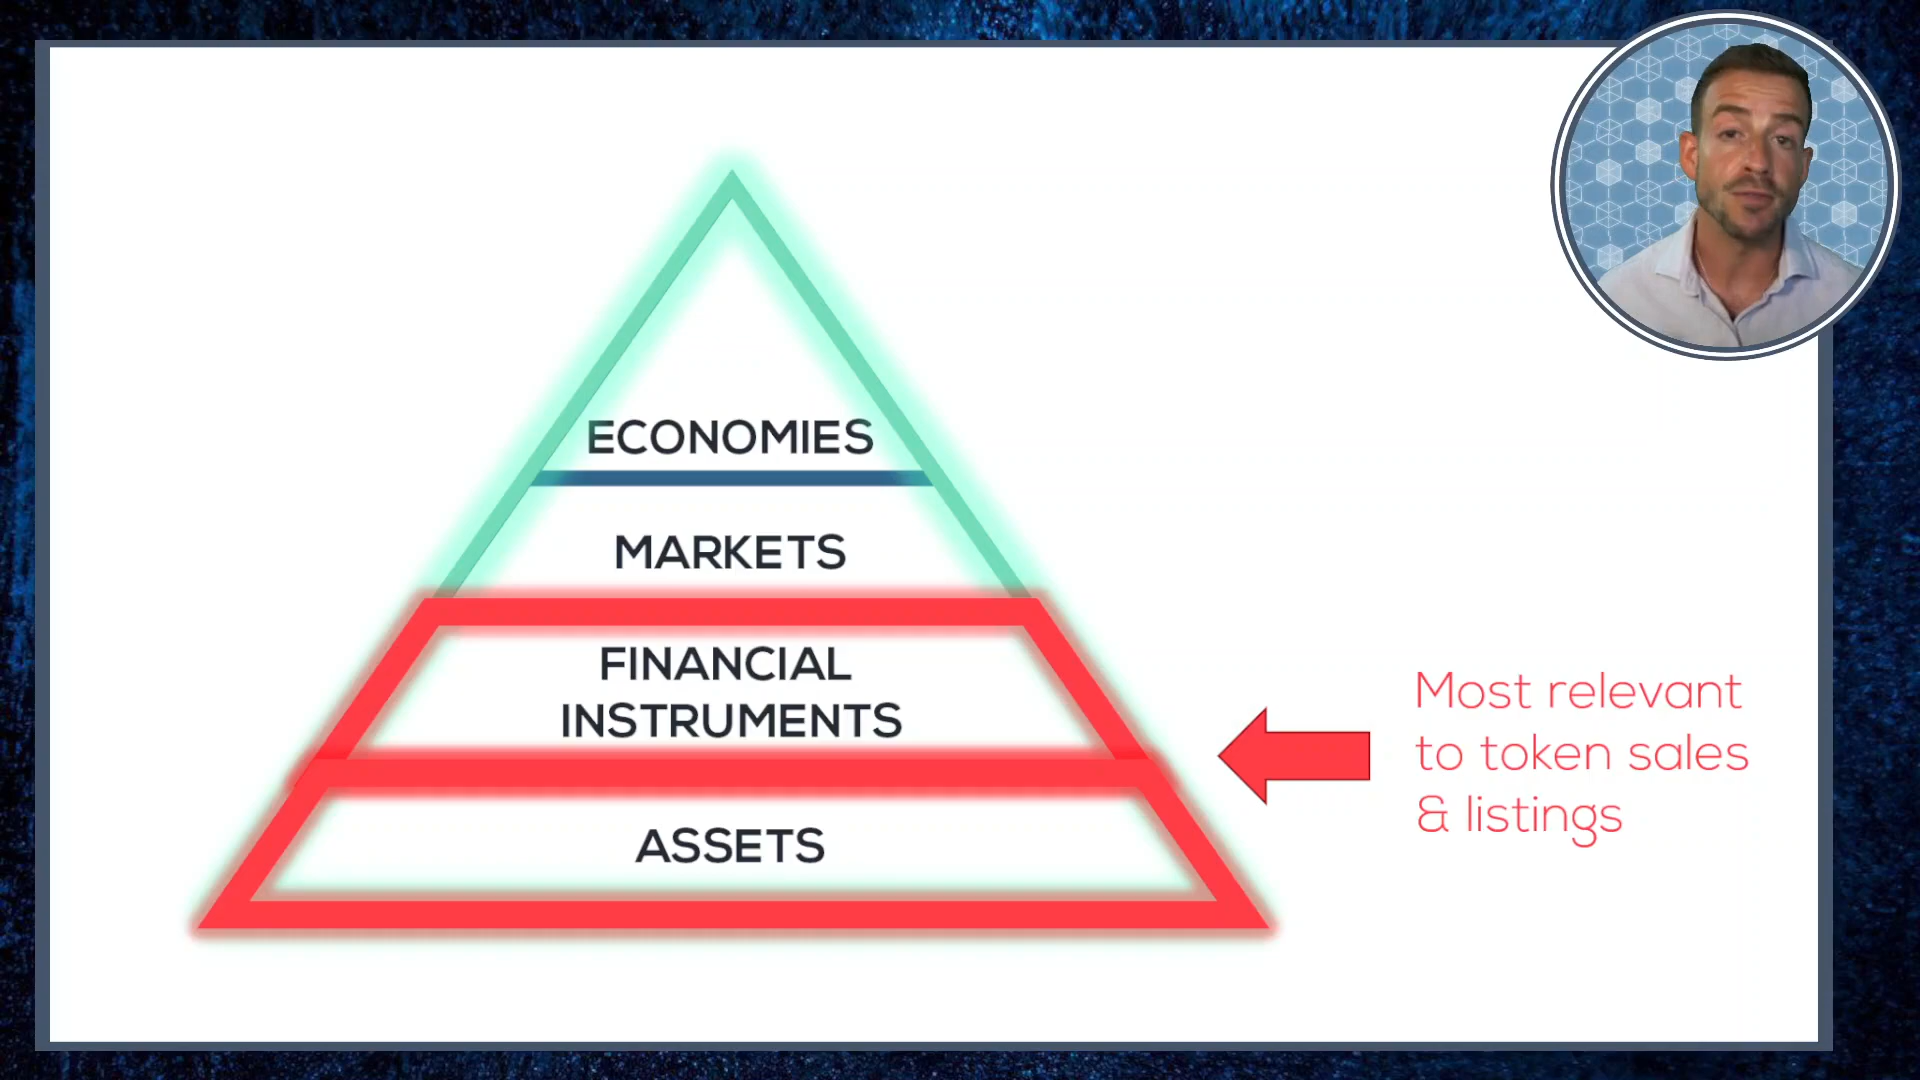 ECONOMIES
MARKETS
FINANCIAL
INSTRUMENTS
ASSETS
Most relevant
to token sales
& listings